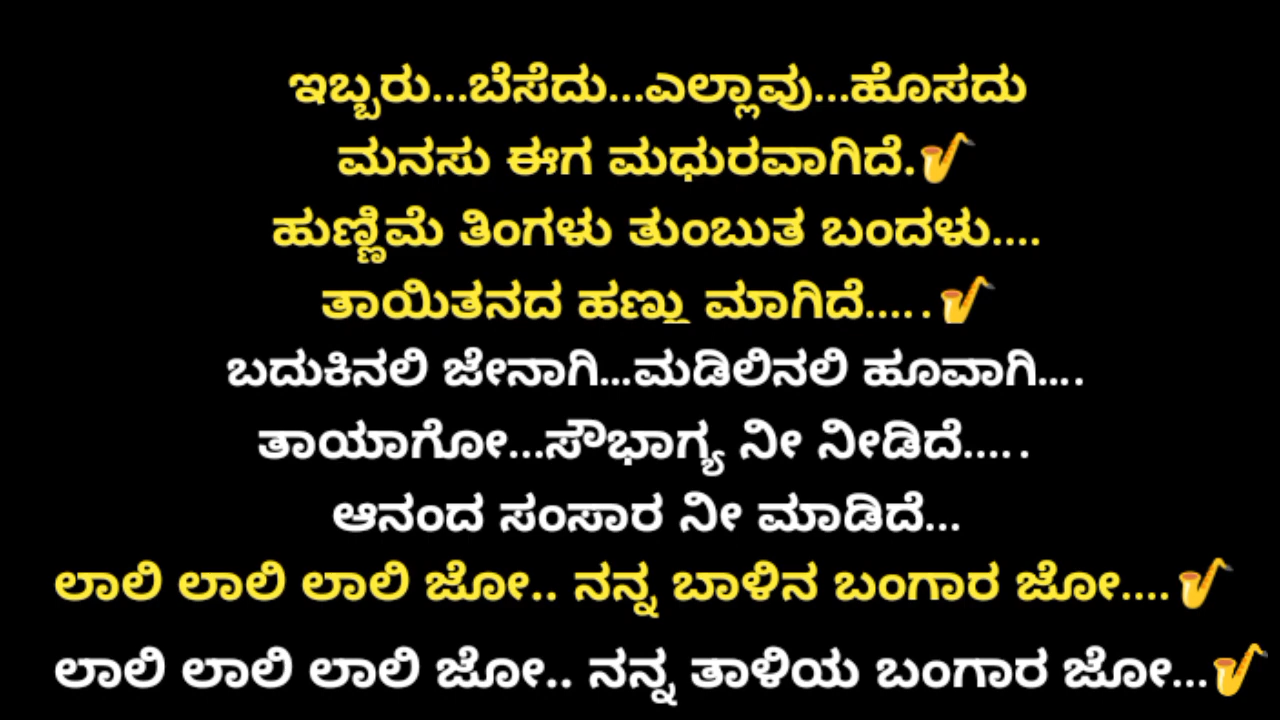 ಇಬ್ಬರು...ಬೆಸೆದು...ಎಲ್ಲಾವು...ಹೊಸದು
ಮನಸು ಈಗ ಮಧುರವಾಗಿದೆ.🎷
ಹುಣ್ಣಿಮೆ ತಿಂಗಳು ತುಂಬುತ ಬಂದಳು....
ತಾಯಿತನದ ಹಣ್ಣು ಮಾಗಿದೆ.....🎷
ಬದುಕಿನಲಿ ಜೇನಾಗಿ...ಮಡಿಲಿನಲಿ ಹೂವಾಗಿ....
ತಾಯಾಗೋ...ಸೌಭಾಗ್ಯ ನೀ ನೀಡಿದೆ.....
ಆನಂದ ಸಂಸಾರ ನೀ ಮಾಡಿದೆ...
ಲಾಲಿ ಲಾಲಿ ಲಾಲಿ ಜೋ.. ನನ್ನ ಬಾಳಿನ ಬಂಗಾರ ಜೋ....🎷
ಲಾಲಿ ಲಾಲಿ ಲಾಲಿ ಜೋ.. ನನ್ನ ತಾಳಿಯ ಬಂಗಾರ ಜೋ...🎷